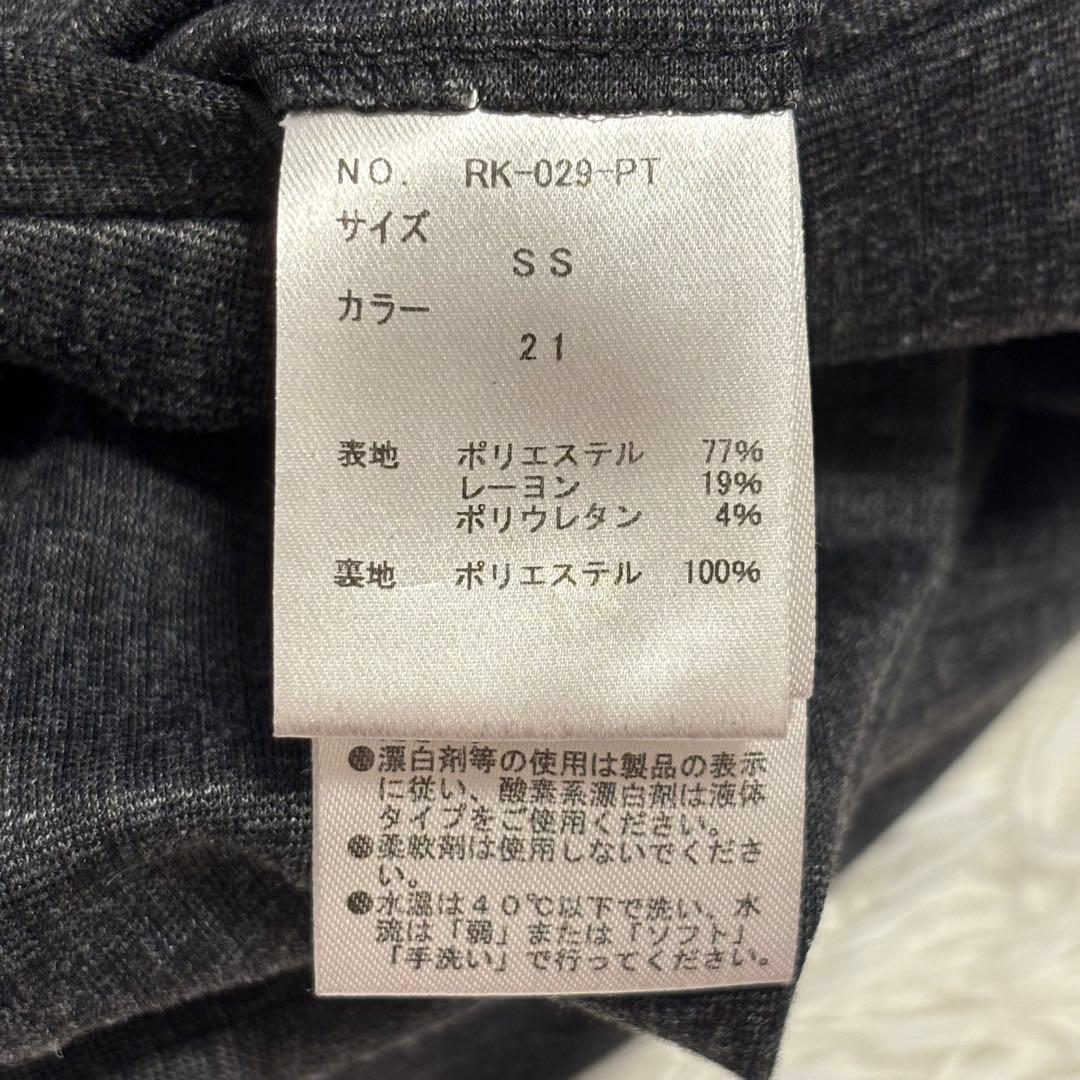 NO. RK-029-PT
サイズ
SS
カラー
21
表地 ポリエステル 77%
レーヨン 19%
ポリウレタン 4%
裏地 ポリエステル 100%
●漂白剤等の使用は製品の表示
に従い、酸素系漂白剤は液体
タイプをご使用ください。
●柔軟剤は使用しないでくださ
い。
●水温は40℃以下で洗い、水
流は「弱」または「ソフト」
「手洗い」で行ってください。